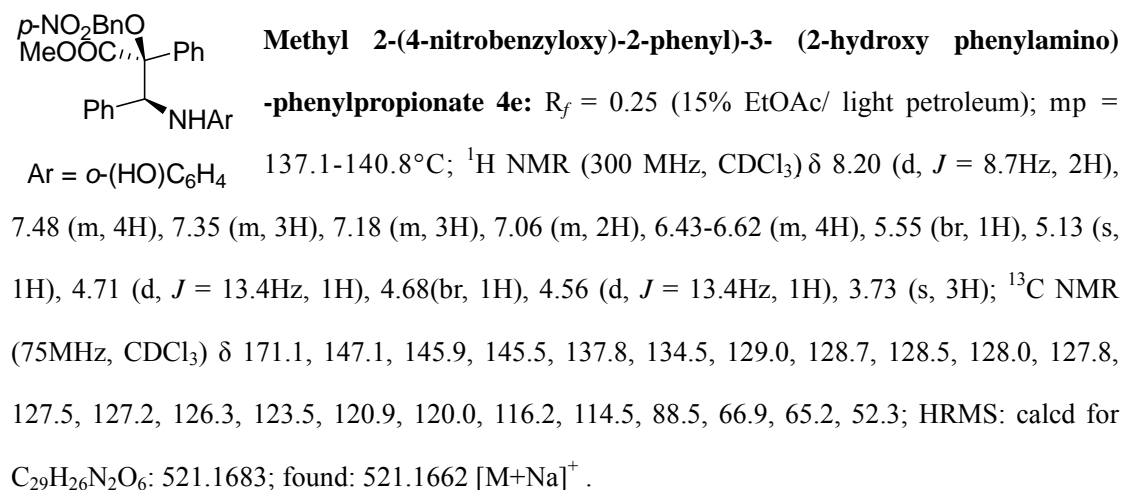 p-NO2BnO
MeOOC Ph
Ph NHAr
Ar = o-(HO)C6H4
Methyl 2-(4-nitrobenzyloxy)-2-phenyl)-3- (2-hydroxy phenylamino)
-phenylpropionate 4e: Rf = 0.25 (15% EtOAc/ light petroleum); mp =
137.1-140.8°C; 1H NMR (300 MHz, CDCl3) δ 8.20 (d, J = 8.7Hz, 2H),
7.48 (m, 4H), 7.35 (m, 3H), 7.18 (m, 3H), 7.06 (m, 2H), 6.43-6.62 (m, 4H), 5.55 (br, 1H), 5.13 (s,
1H), 4.71 (d, J = 13.4Hz, 1H), 4.68(br, 1H), 4.56 (d, J = 13.4Hz, 1H), 3.73 (s, 3H); 13C NMR
(75MHz, CDCl3) δ 171.1, 147.1, 145.9, 145.5, 137.8, 134.5, 129.0, 128.7, 128.5, 128.0, 127.8,
127.5, 127.2, 126.3, 123.5, 120.9, 120.0, 116.2, 114.5, 88.5, 66.9, 65.2, 52.3; HRMS: calcd for
C29H26N2O6: 521.1683; found: 521.1662 [M+Na]+ .